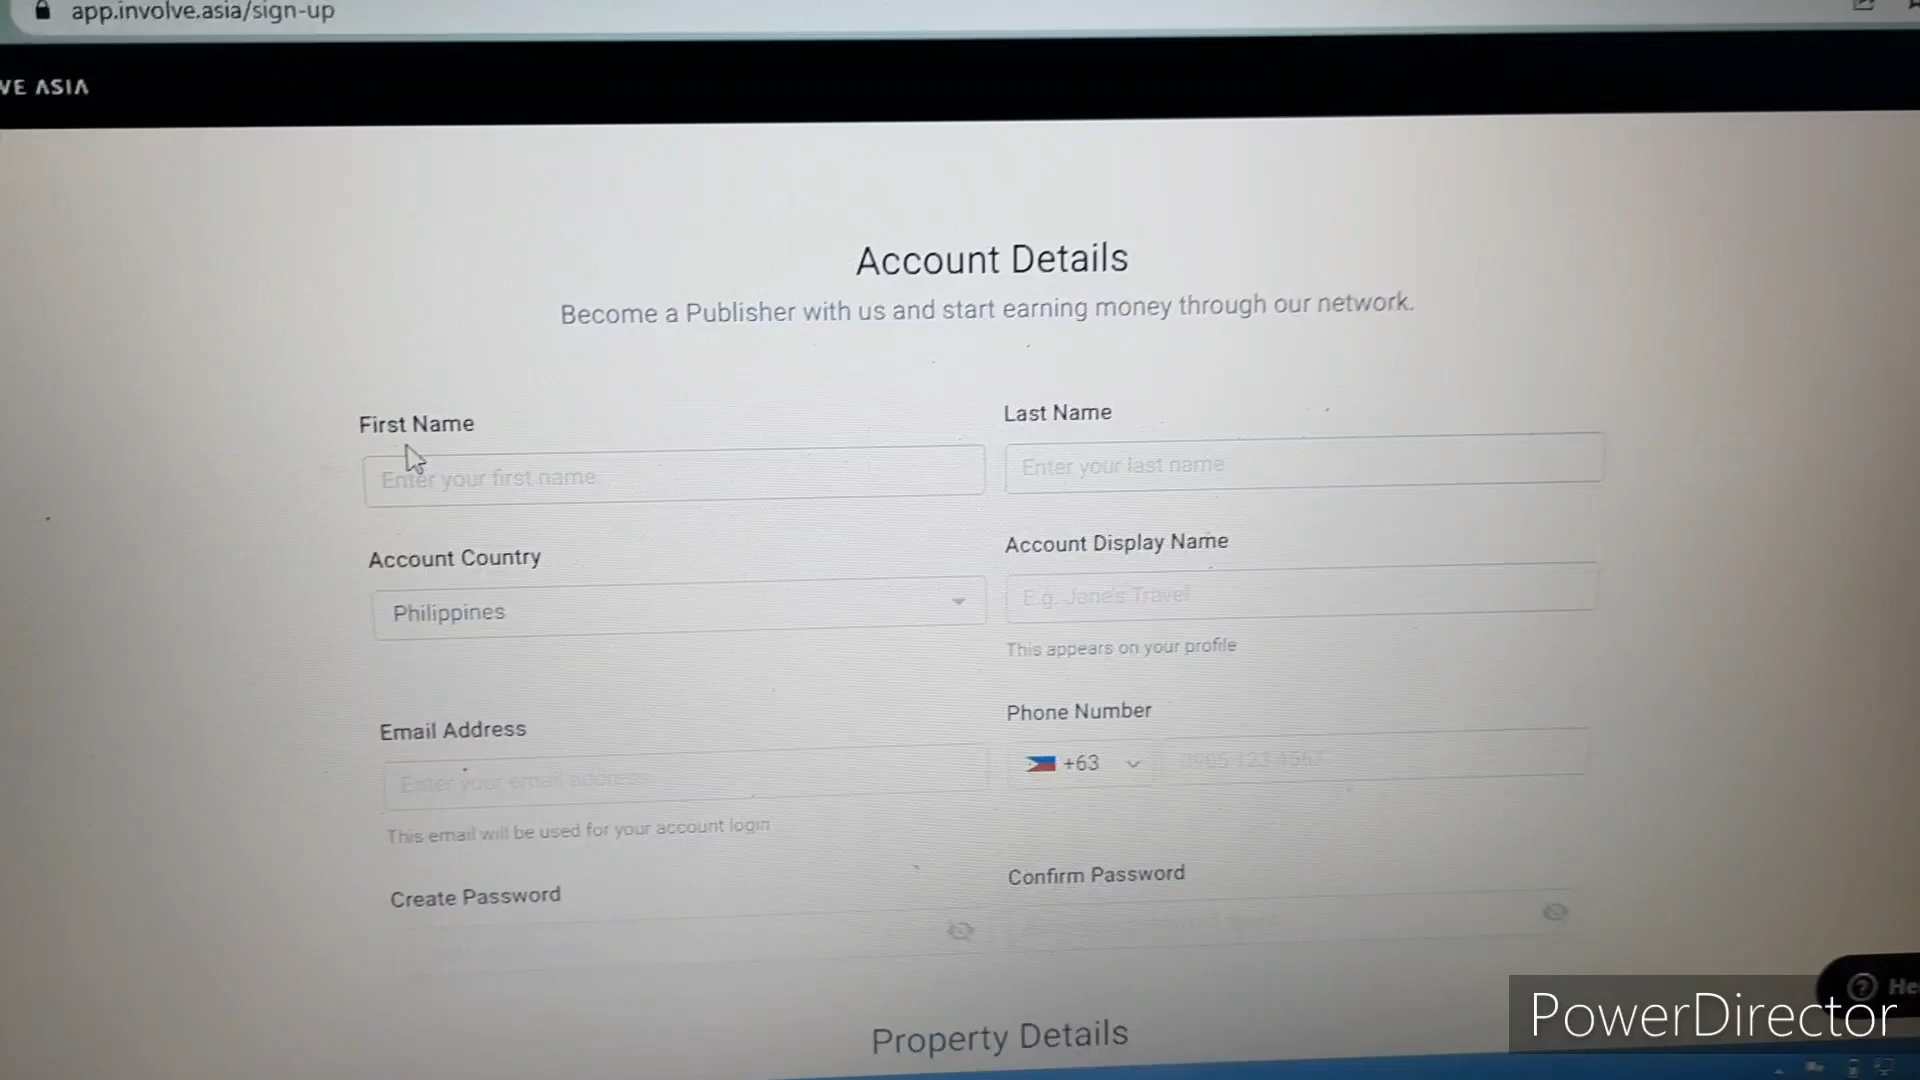 app.involve.asia/sign-up
VE ASIA
Account Details
Become a Publisher with us and start earning money through our network.
First Name
Last Name
Enter your first name
Enter your last name
Account Country
Account Display Name
Philippines
E.g. Jane's Travel
This appears on your profile
Email Address
Phone Number
Enter your email address
+63
This email will be used for your account login
Create Password
Confirm Password
Property Details
He
PowerDirector